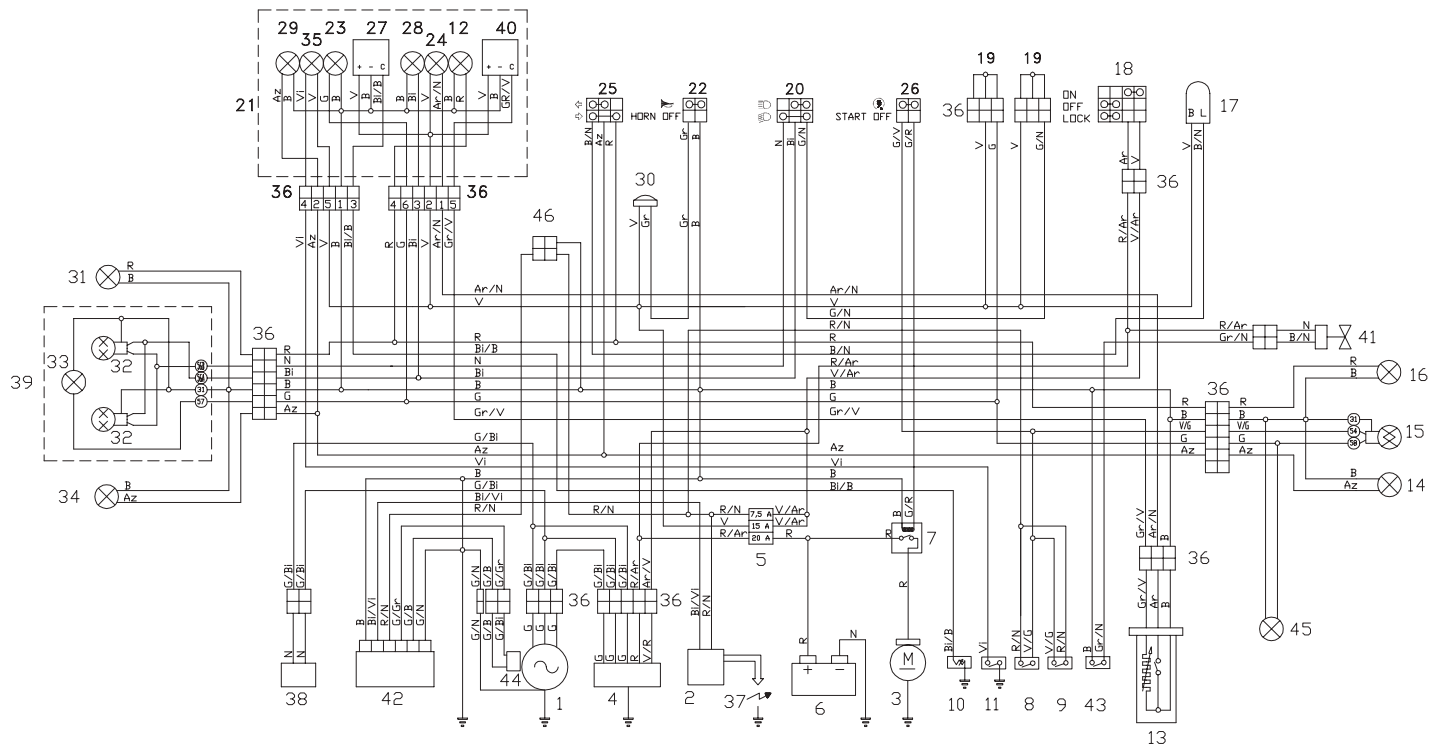 29 35 23 27 28 24 12 40
+ - C
+ - C
Az B Vi V G B V B Bi/B B Bi V Ar/N B R V B GR/V
21
36 4 2 5 1 3
4 6 3 2 1 5 36
Vi Az V B Bi/B
R G Bi V Ar/N Gr/V
25 22 20 26 19 19 18 17
HORN OFF
START OFF
ON
OFF
LOCK
36
B L
B/N Az R
Gr B
N Bi G/N
G/V G/R
V G
V G/N
Ar V
V B/N
36
R/Ar V/Ar
30
V Gr
Gr B
46
31 R
B
Ar/N Ar/N
V V
G/N
R/N
R R
Bi/B B/N
N R/Ar
Bi V/Ar
B B
G G
Gr/V Gr/V
39 33 32 32
31
57
36
R
N
Bi
B
G
Az
34 B
Az
G/Bi
Az Az
Vi Vi
B B
G/Bi Bi/B
Bi/Vi
R/N
R/Ar N
Gr/N B/N
41
36
R R
B B
V/G V/G
G G
Az Az
R
B
16
31
54
58
15
B
Az
14
R/N R/N 7,5 A V/Ar
V 15 A V/Ar
R/Ar 20 A R
5
B G/R
R
7
R
G/Bi G/Bi
N N
38
B Bi/Vi R/N G/Gr G/B G/N
42
G/N G/B G/Gr
G/N G/B G/Bi
44
G/Bi G/Bi G/Bi
36
G G G
1
G/Bi G/Bi G/Bi R/Ar Ar/V
36
G G G R V/R
4
Bi/Vi R/N
2
37
R N
+ -
6
M
3
Bi/B
10
Vi
11
R/N V/G
8
V/G R/N
9
B Gr/N
43
Gr/V Ar/N B
36
Gr/V Ar B
13
45